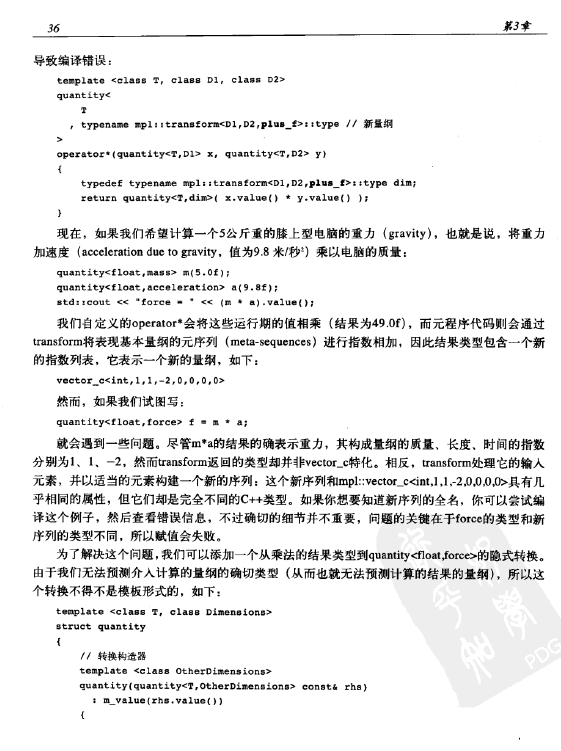 36
第3章
导致编译错误：
template <class T, class D1, class D2>
quantity<
T
, typename mpl::transform<D1,D2,plus_f>::type // 新量纲
>
operator*(quantity<T,D1> x, quantity<T,D2> y)
{
typedef typename mpl::transform<D1,D2,plus_f>::type dim;
return quantity<T,dim>( x.value() * y.value() );
}
现在，如果我们希望计算一个5公斤重的膝上型电脑的重力（gravity），也就是说，将重力
加速度（acceleration due to gravity，值为9.8 米/秒²）乘以电脑的质量：
quantity<float,mass> m(5.0f);
quantity<float,acceleration> a(9.8f);
std::cout << "force = " << (m * a).value();
我们自定义的operator*会将这些运行期的值相乘（结果为49.0f），而元程序代码则会通过
transform将表现基本量纲的元序列（meta-sequences）进行指数相加，因此结果类型包含一个新
的指数列表，它表示一个新的量纲，如下：
vector_c<int,1,1,-2,0,0,0,0>
然而，如果我们试图写：
quantity<float,force> f = m * a;
就会遇到一些问题。尽管m*a的结果的确表示重力，其构成量纲的质量、长度、时间的指数
分别为1、1、−2，然而transform返回的类型却并非vector_c特化。相反，transform处理它的输入
元素，并以适当的元素构建一个新的序列：这个新序列和mpl::vector_c<int,1,1,-2,0,0,0,0>具有几
乎相同的属性，但它们却是完全不同的C++类型。如果你想要知道新序列的全名，你可以尝试编
译这个例子，然后查看错误信息，不过确切的细节并不重要，问题的关键在于force的类型和新
序列的类型不同，所以赋值会失败。
为了解决这个问题，我们可以添加一个从乘法的结果类型到quantity<float,force>的隐式转换。
由于我们无法预测介入计算的量纲的确切类型（从而也就无法预测计算的结果的量纲），所以这
个转换不得不是模板形式的，如下：
template <class T, class Dimensions>
struct quantity
{
// 转换构造器
template <class OtherDimensions>
quantity(quantity<T,OtherDimensions> const& rhs)
: m_value(rhs.value())
{
PDG